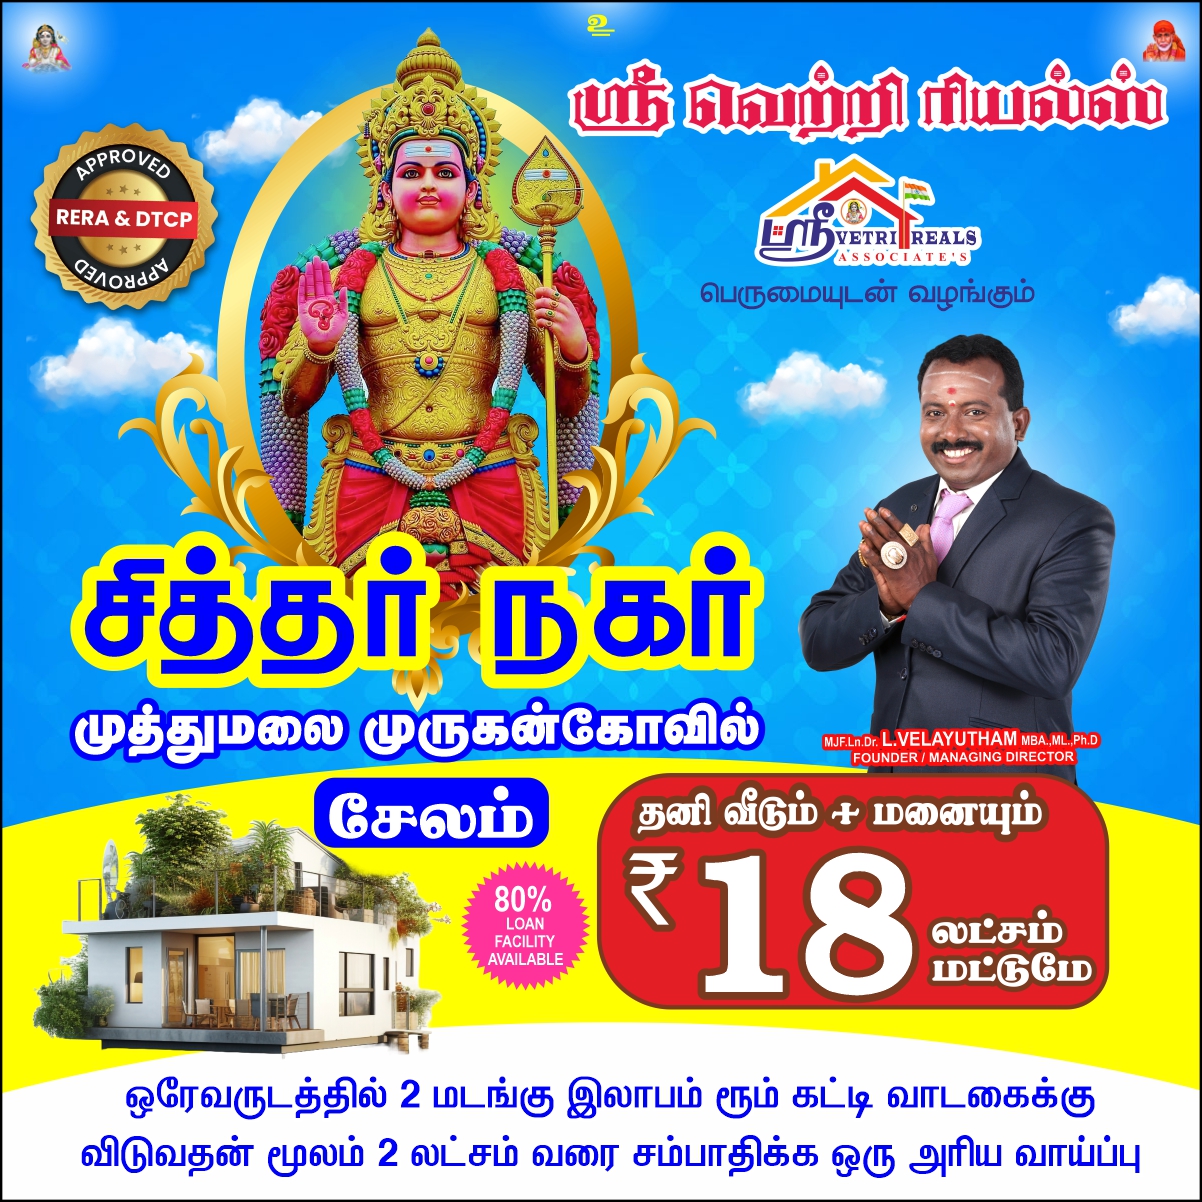 உ
ஸ்ரீ வெற்றி ரியல்ஸ்
APPROVED
RERA & DTCP
APPROVED
ஸ்ரீ VETRI REALS
ASSOCIATE'S
பெருமையுடன் வழங்கும்
சித்தர் நகர்
முத்துமலை முருகன்கோவில்
MJF.Ln.Dr. L.VELAYUTHAM MBA.,ML.,Ph.D
FOUNDER / MANAGING DIRECTOR
சேலம்
தனி வீடும் + மனையும்
₹18 லட்சம்
மட்டுமே
80%
LOAN
FACILITY
AVAILABLE
ஒரேவருடத்தில் 2 மடங்கு இலாபம் ரூம் கட்டி வாடகைக்கு
விடுவதன் மூலம் 2 லட்சம் வரை சம்பாதிக்க ஒரு அரிய வாய்ப்பு